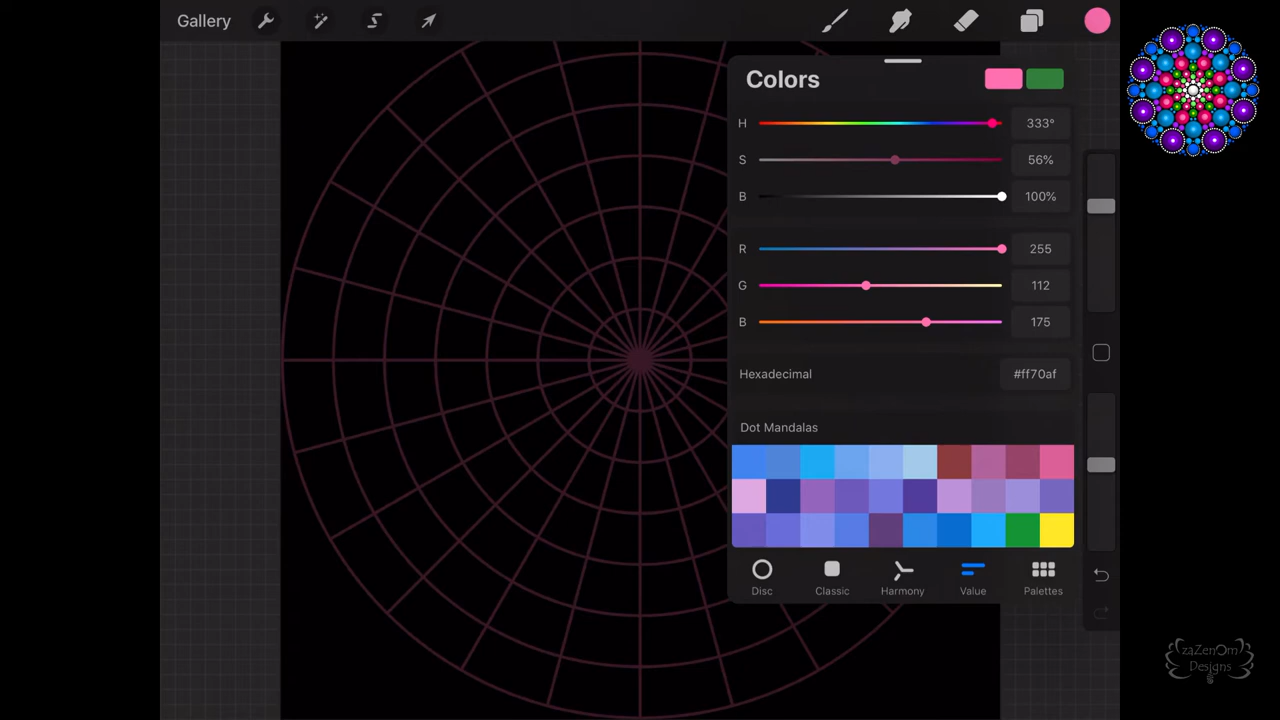 Gallery
Colors
H 333°
S 56%
B 100%
R 255
G 112
B 175
Hexadecimal #ff70af
Dot Mandalas
Disc Classic Harmony Value Palettes
zaZenOm
Designs